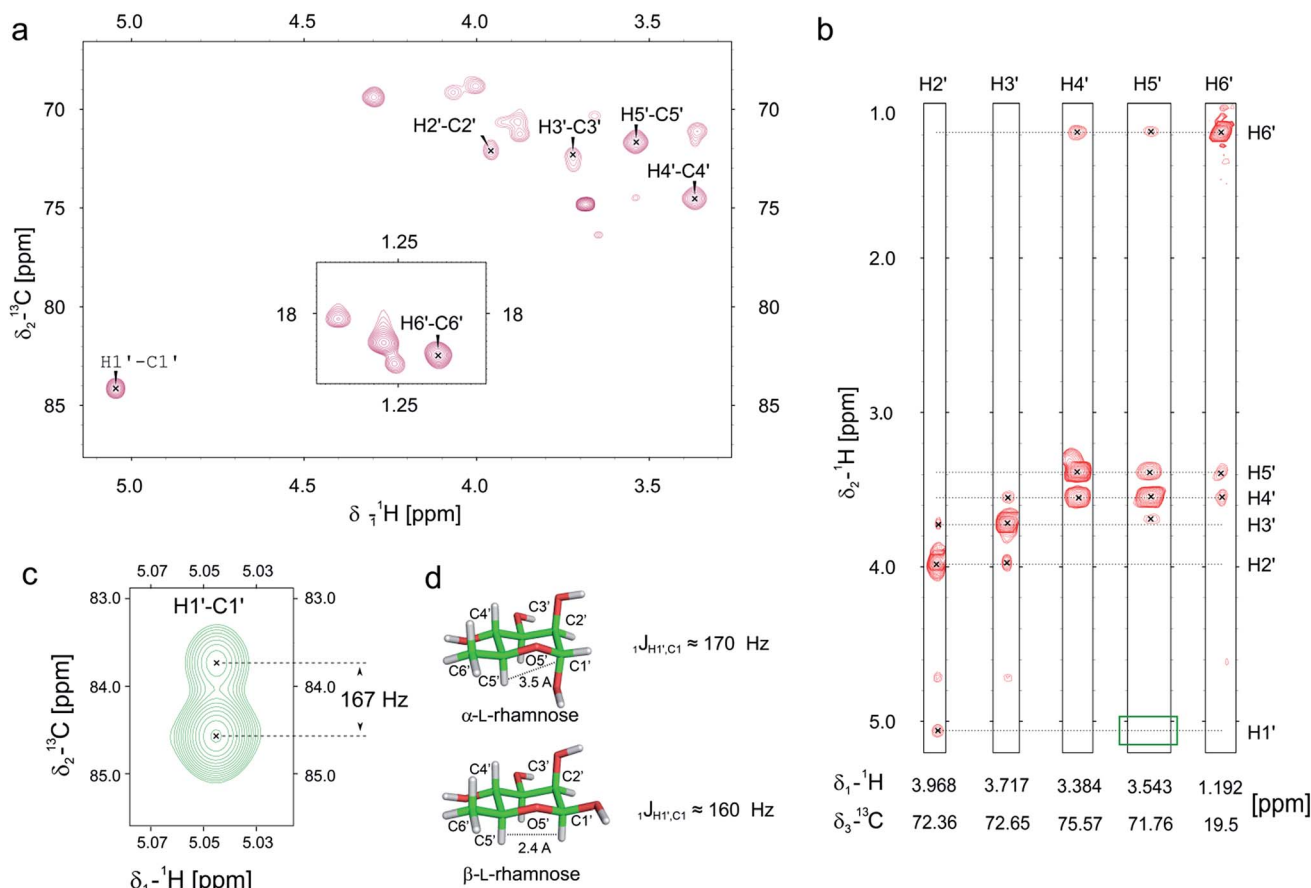 a
5.0 4.5 4.0 3.5
70 70
H2'-C2' H3'-C3' H5'-C5'
H4'-C4'
75 75
1.25
80 18 18 80
H6'-C6'
H1'-C1'
85 1.25 85
δ2-13C [ppm]
5.0 4.5 4.0 3.5
δ 1-1H [ppm]
b
H2' H3' H4' H5' H6'
1.0
H6'
2.0
3.0
δ2-1H [ppm]
H5'
H4'
H3'
4.0 H2'
5.0 H1'
δ1-1H 3.968 3.717 3.384 3.543 1.192 [ppm]
δ3-13C 72.36 72.65 75.57 71.76 19.5
c
5.07 5.05 5.03
83.0 H1'-C1' 83.0
84.0 84.0 167 Hz
85.0 85.0
δ2-13C [ppm]
5.07 5.05 5.03
δ1-1H [ppm]
d
C4' C3' C2'
O5' C1'
C6' C5' 3.5 A
α-L-rhamnose
1JH1',C1 ≈ 170 Hz
C4' C3' C2'
O5' C1'
C6' C5' 2.4 A
β-L-rhamnose
1JH1',C1 ≈ 160 Hz